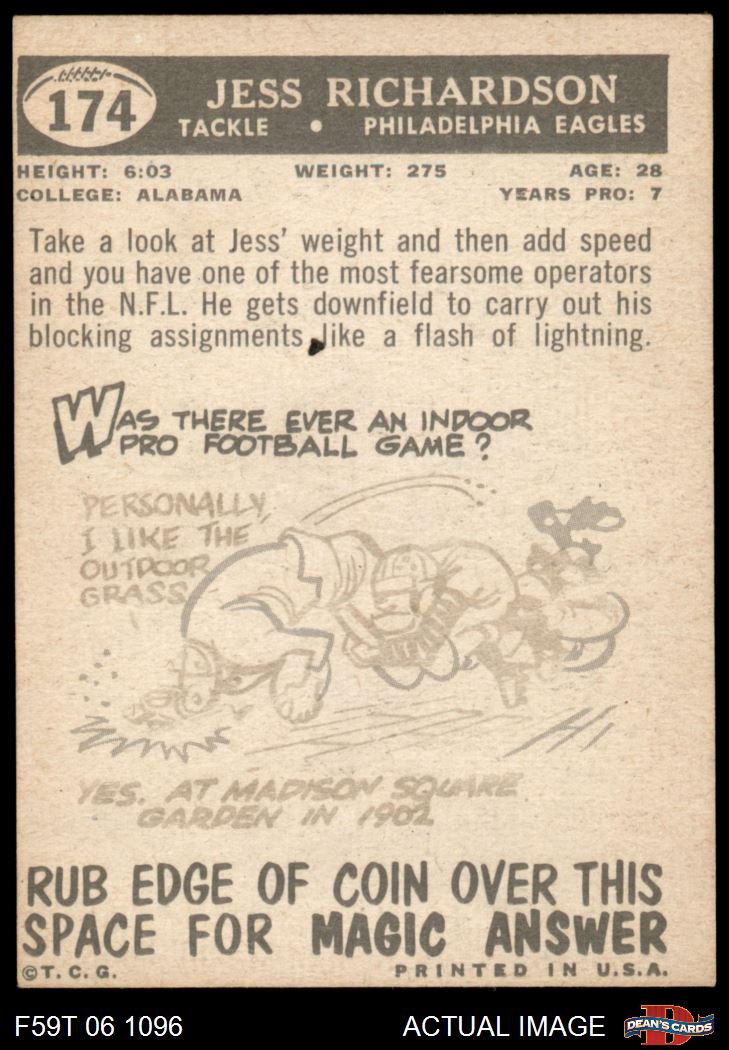 174
JESS RICHARDSON
TACKLE • PHILADELPHIA EAGLES
HEIGHT: 6:03 WEIGHT: 275 AGE: 28
COLLEGE: ALABAMA YEARS PRO: 7
Take a look at Jess' weight and then add speed
and you have one of the most fearsome operators
in the N.F.L. He gets downfield to carry out his
blocking assignments like a flash of lightning.
WAS THERE EVER AN INDOOR
PRO FOOTBALL GAME?
PERSONALLY,
I LIKE THE
OUTDOOR
GRASS
YES. AT MADISON SQUARE
GARDEN IN 1902
RUB EDGE OF COIN OVER THIS
SPACE FOR MAGIC ANSWER
©T. C. G. PRINTED IN U.S.A.
F59T 06 1096 ACTUAL IMAGE DEAN'S CARDS